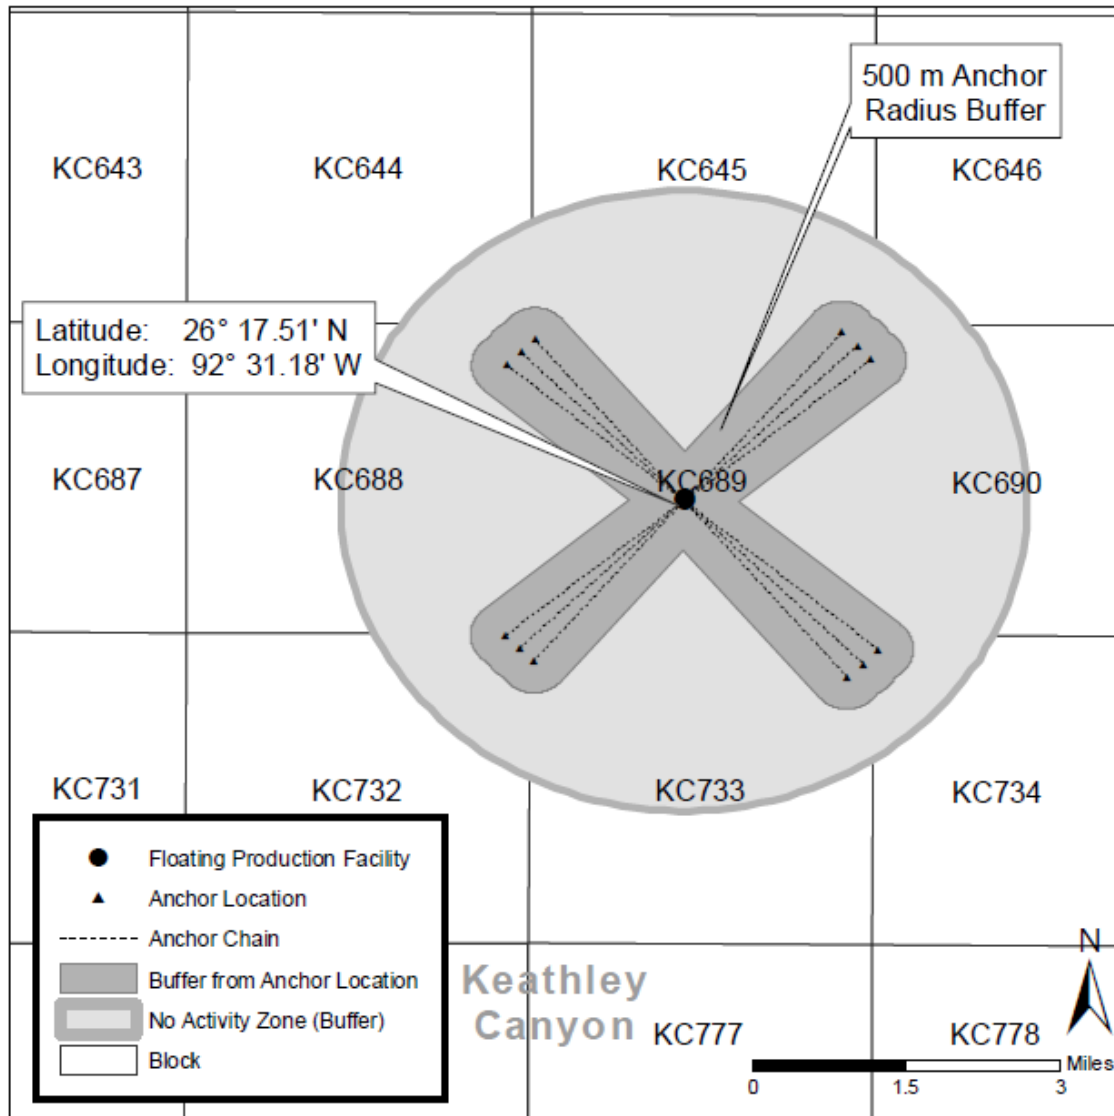 500 m Anchor
Radius Buffer
KC643
KC644
KC645
KC646
Latitude: 26° 17.51' N
Longitude: 92° 31.18' W
KC687
KC688
KC689
KC690
KC731
KC732
KC733
KC734
Floating Production Facility
Anchor Location
Anchor Chain
Buffer from Anchor Location
No Activity Zone (Buffer)
Block
Keathley
Canyon
KC777
KC778
N
Miles
0
1.5
3